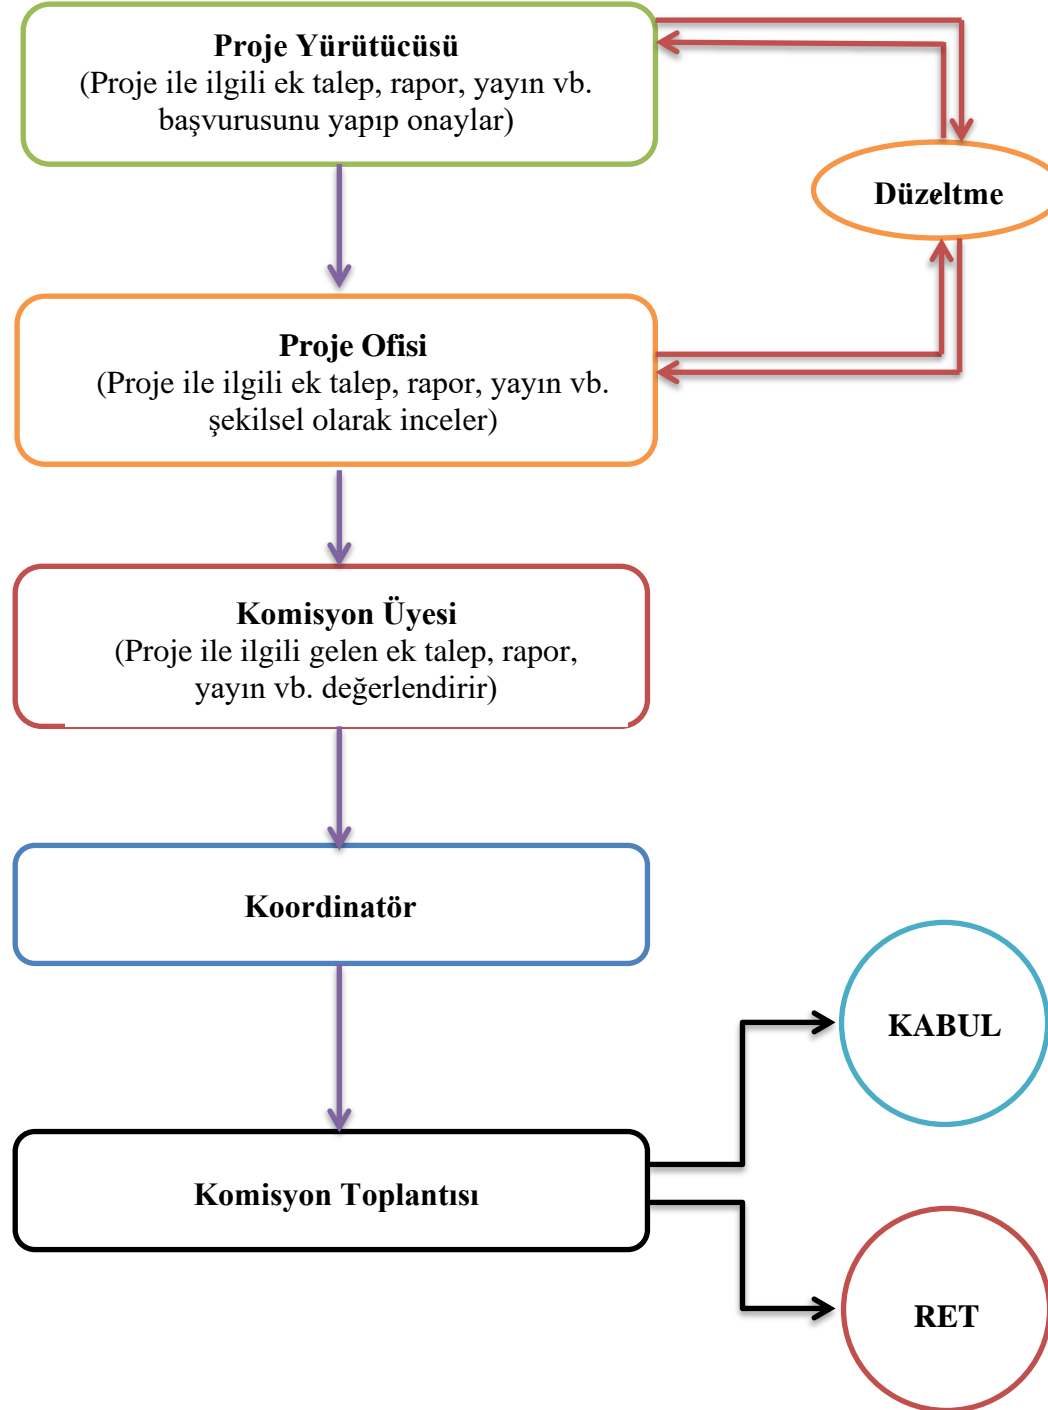 Proje Yürütücüsü
(Proje ile ilgili ek talep, rapor, yayın vb.
başvurusunu yapıp onaylar)
Düzeltme
Proje Ofisi
(Proje ile ilgili ek talep, rapor, yayın vb.
şekilsel olarak inceler)
Komisyon Üyesi
(Proje ile ilgili gelen ek talep, rapor,
yayın vb. değerlendirir)
Koordinatör
KABUL
Komisyon Toplantısı
RET